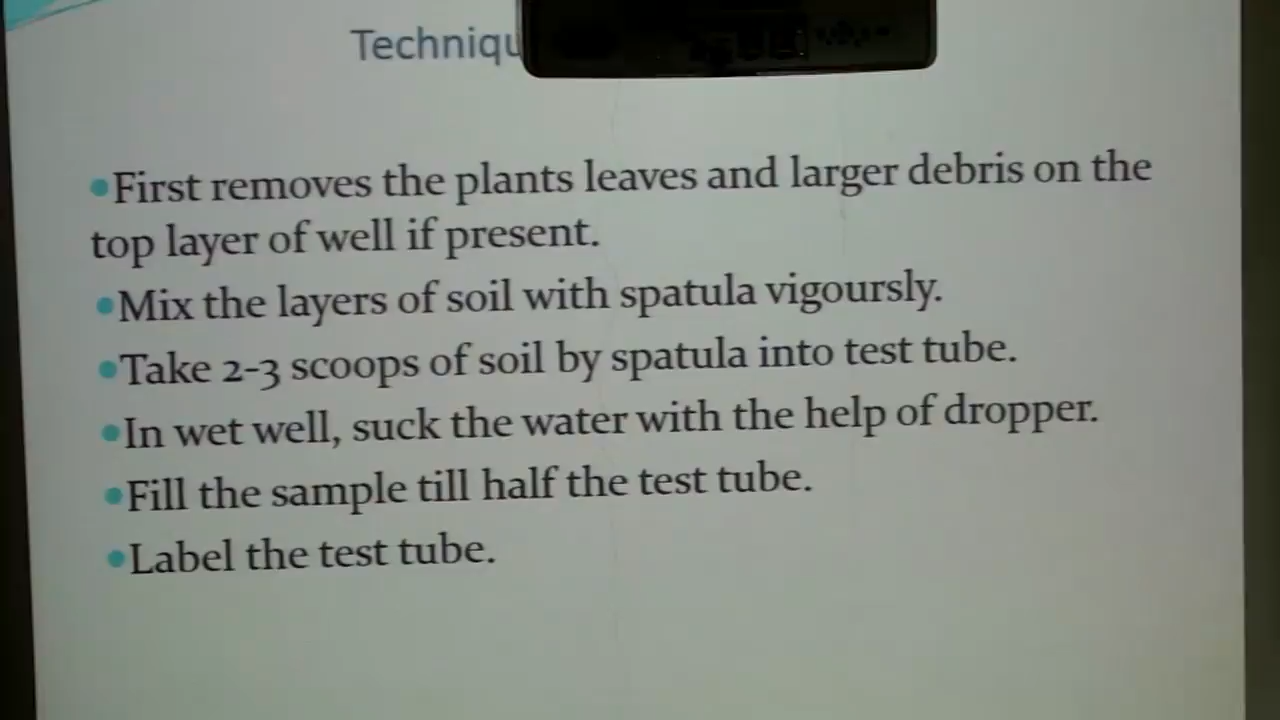 •First removes the plants leaves and larger debris on the
top layer of well if present.
•Mix the layers of soil with spatula vigoursly.
•Take 2-3 scoops of soil by spatula into test tube.
•In wet well, suck the water with the help of dropper.
•Fill the sample till half the test tube.
•Label the test tube.